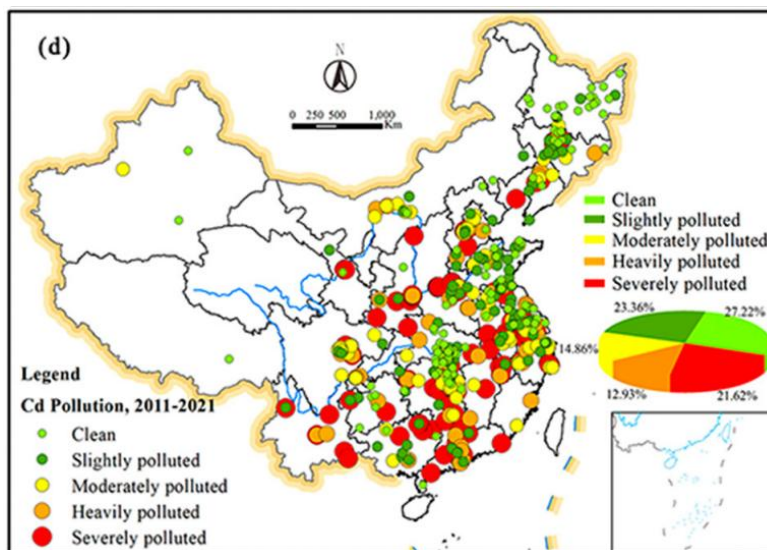 (d)
N
0 250 500 1,000
Km
Clean
Slightly polluted
Moderately polluted
Heavily polluted
Severely polluted
23.36%
27.22%
14.86%
12.93%
21.62%
Legend
Cd Pollution, 2011-2021
Clean
Slightly polluted
Moderately polluted
Heavily polluted
Severely polluted